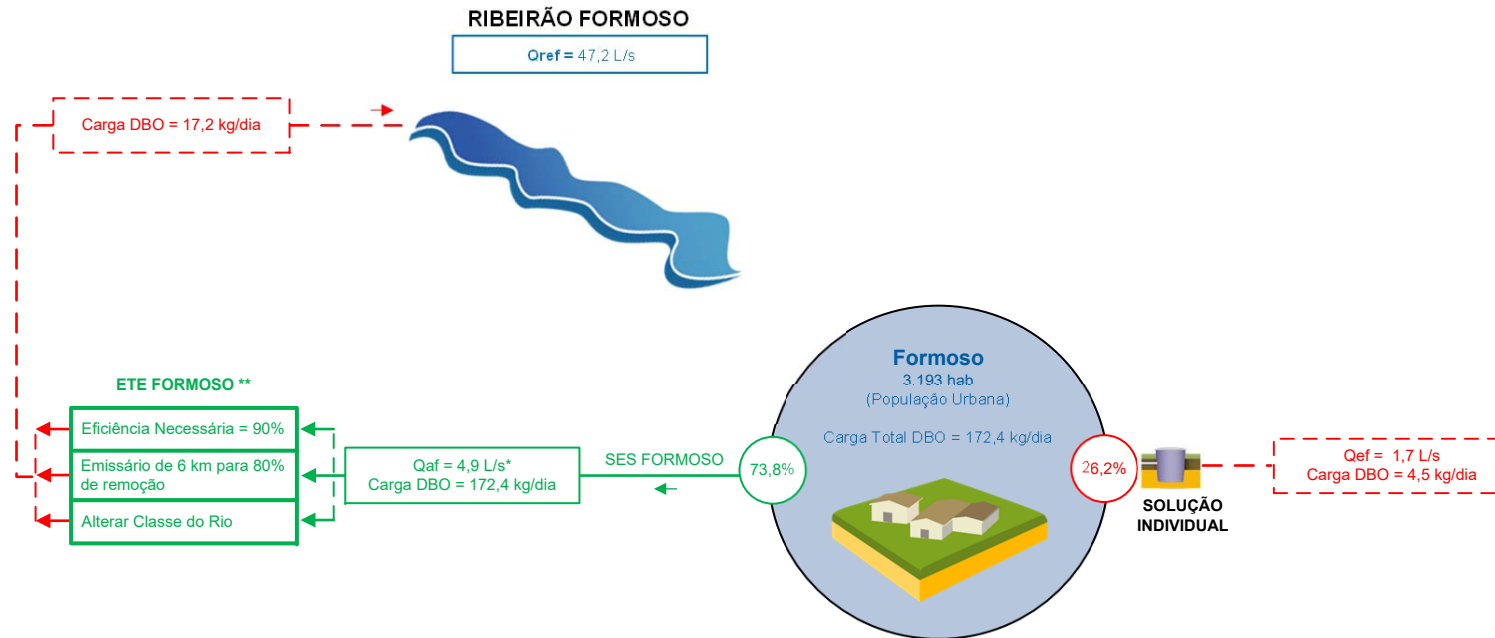 RIBEIRÃO FORMOSO
Qref = 47,2 L/s
Carga DBO = 17,2 kg/dia
ETE FORMOSO **
Eficiência Necessária = 90%
Emissário de 6 km para 80%
de remoção
Alterar Classe do Rio
Qaf = 4,9 L/s*
Carga DBO = 172,4 kg/dia
SES FORMOSO
73,8%
Formoso
3.193 hab
(População Urbana)
Carga Total DBO = 172,4 kg/dia
26,2%
SOLUÇÃO
INDIVIDUAL
Qef = 1,7 L/s
Carga DBO = 4,5 kg/dia